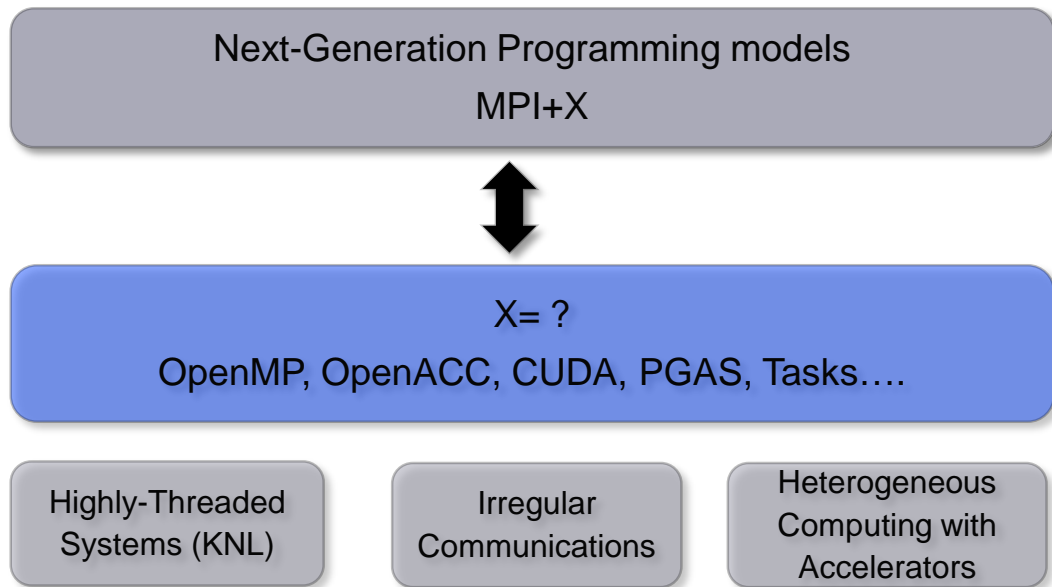 Next-Generation Programming models
MPI+X
X= ?
OpenMP, OpenACC, CUDA, PGAS, Tasks….
Highly-Threaded
Systems (KNL)
Irregular
Communications
Heterogeneous
Computing with
Accelerators